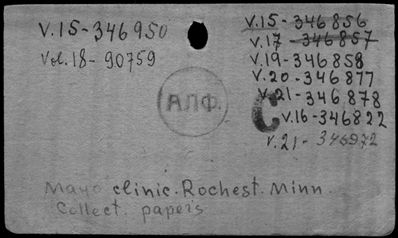 V.15-346950
Vol.18-90759
V.15-346856
V.17-346857
V.19-346858
V.20-346877
V.21-346878
C V.16-346822
V.21-346972
АЛФ.
Mayo clinic. Rochest. Minn.
Collect. papers